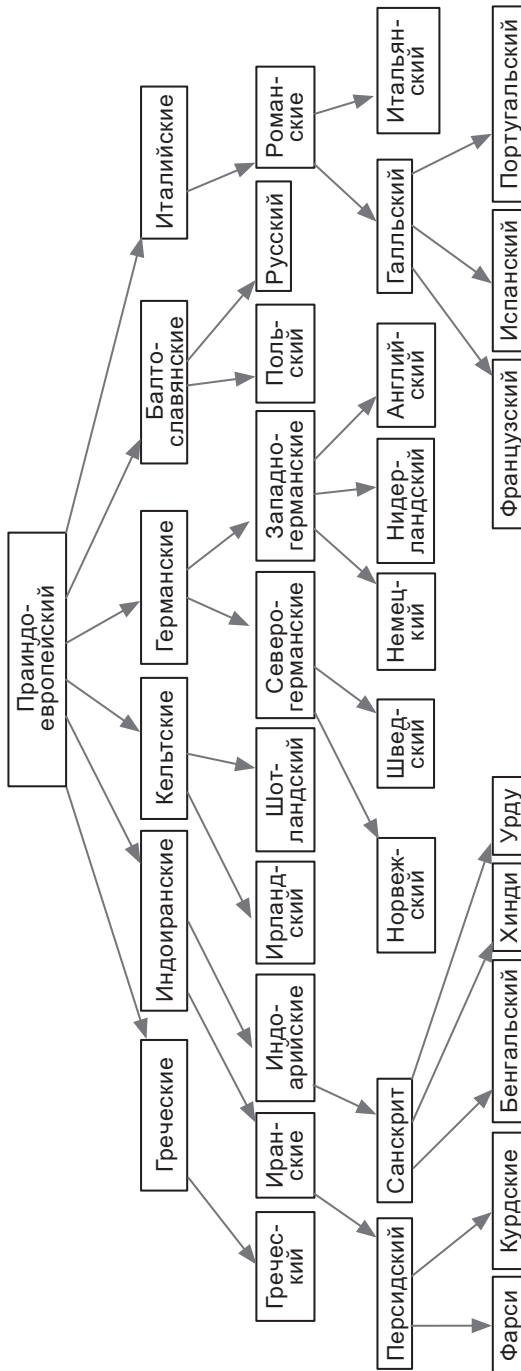 Праиндо-
европейский
Греческие
Индоиранские
Кельтские
Германские
Балто-
славянские
Италийские
Гречес-
кий
Иран-
ские
Индо-
арийские
Ирланд-
ский
Шот-
ландский
Северо-
германские
Западно-
германские
Поль-
ский
Русский
Роман-
ские
Персидский
Санскрит
Норвеж-
ский
Швед-
ский
Немец-
кий
Нидер-
ландский
Англий-
ский
Галльский
Итальян-
ский
Фарси
Курдские
Бенгальский
Хинди
Урду
Французский
Испанский
Португальский